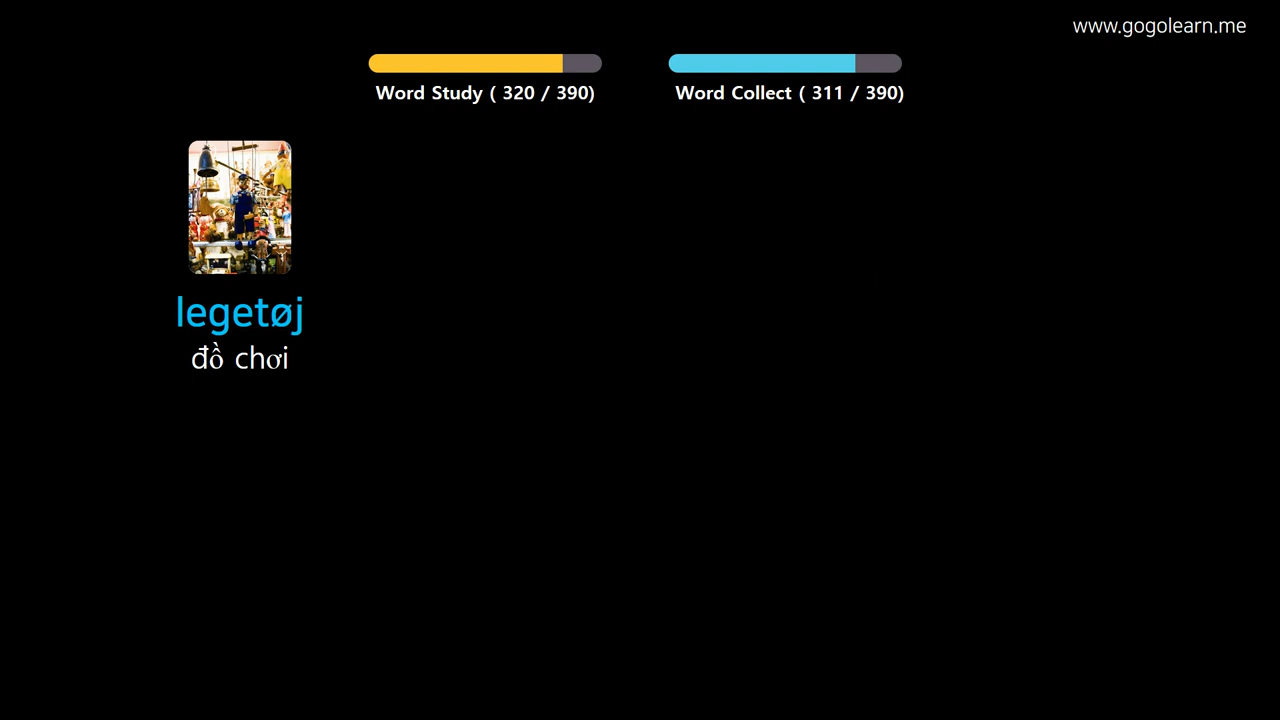 www.gogolearn.me
Word Study ( 320 / 390)
Word Collect ( 311 / 390)
legetøj
đồ chơi